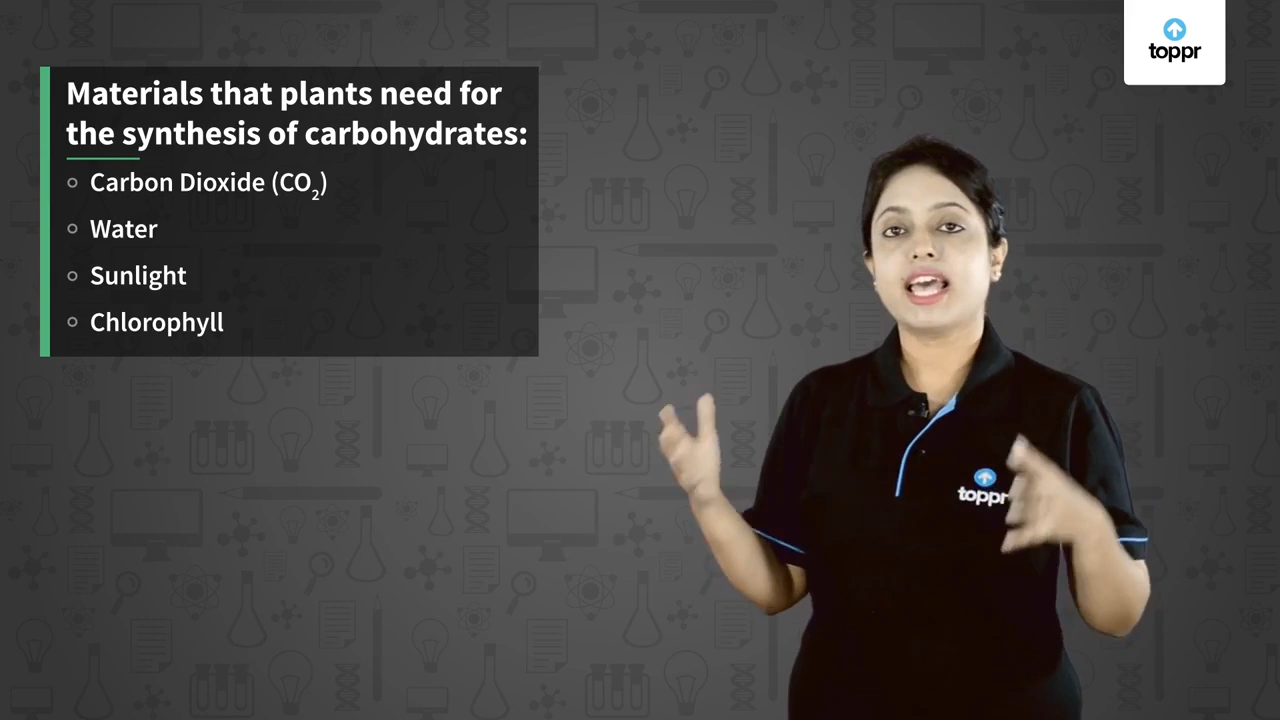 toppr
Materials that plants need for
the synthesis of carbohydrates:
Carbon Dioxide (CO₂)
Water
Sunlight
Chlorophyll
toppr